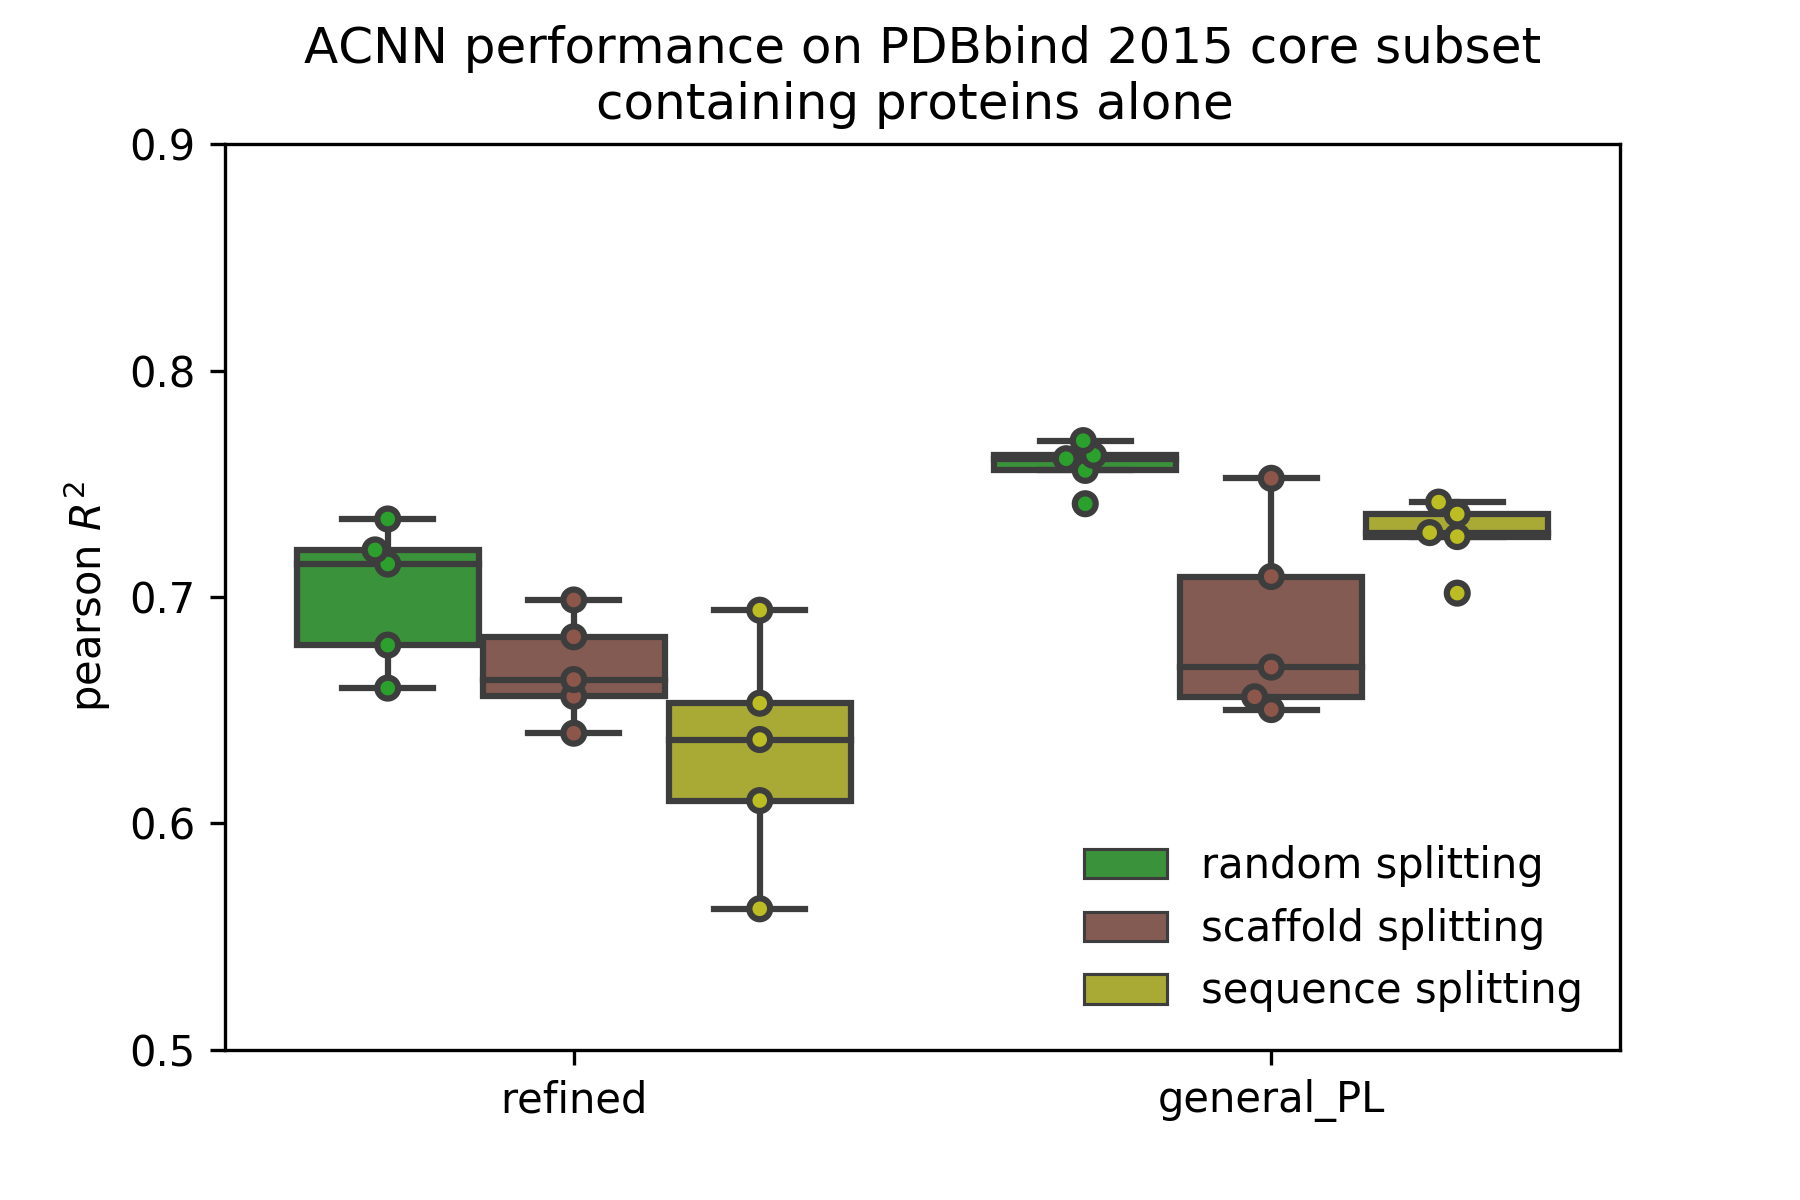 ACNN performance on PDBbind 2015 core subset
containing proteins alone
0.9
0.8
0.7
0.6
0.5
pearson R²
refined
general_PL
random splitting
scaffold splitting
sequence splitting